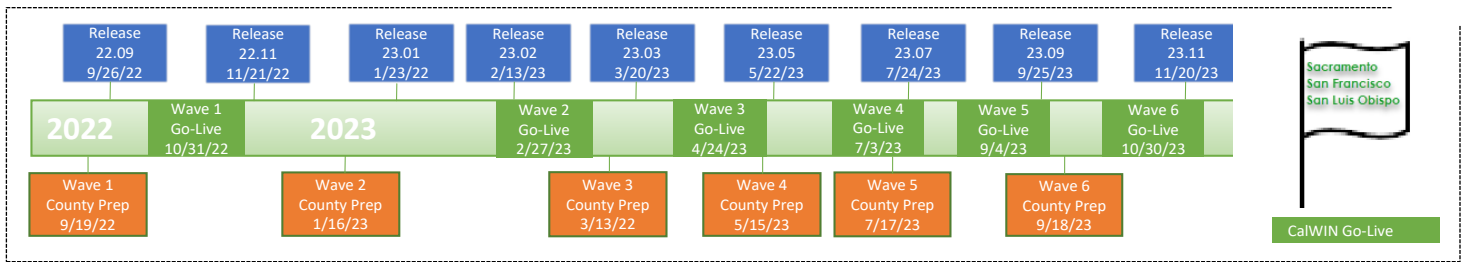 Release
22.09
9/26/22
Release
22.11
11/21/22
Release
23.01
1/23/22
Release
23.02
2/13/23
Release
23.03
3/20/23
Release
23.05
5/22/23
Release
23.07
7/24/23
Release
23.09
9/25/23
Release
23.11
11/20/23
2022
Wave 1
Go-Live
10/31/22
2023
Wave 2
Go-Live
2/27/23
Wave 3
Go-Live
4/24/23
Wave 4
Go-Live
7/3/23
Wave 5
Go-Live
9/4/23
Wave 6
Go-Live
10/30/23
Wave 1
County Prep
9/19/22
Wave 2
County Prep
1/16/23
Wave 3
County Prep
3/13/22
Wave 4
County Prep
5/15/23
Wave 5
County Prep
7/17/23
Wave 6
County Prep
9/18/23
Sacramento
San Francisco
San Luis Obispo
CalWIN Go-Live